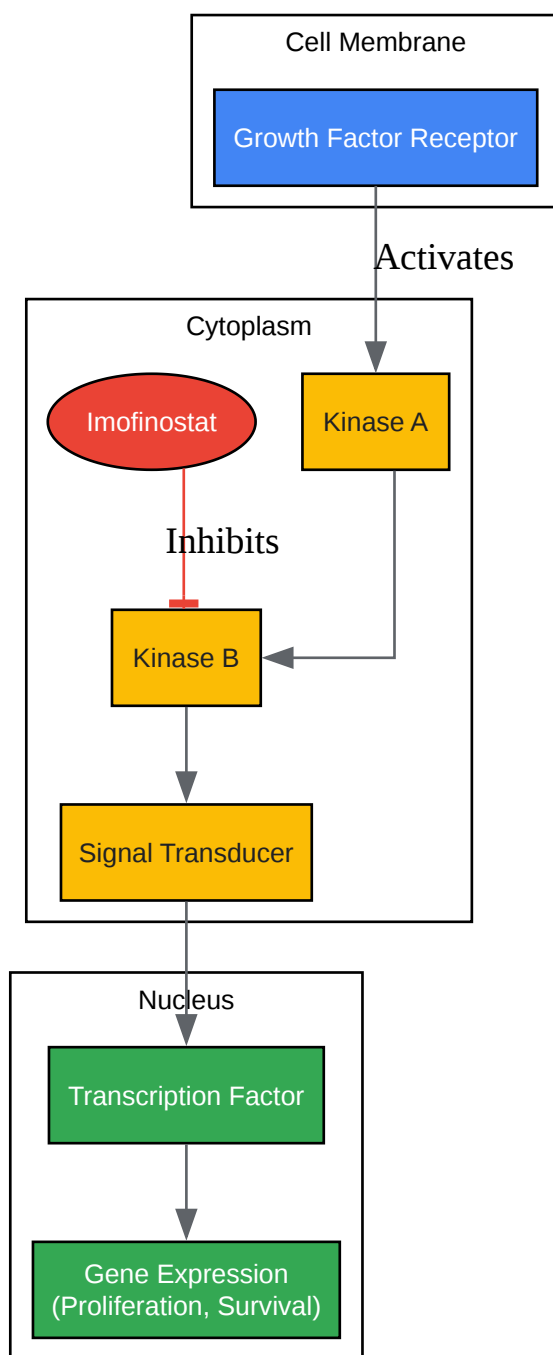 Cell Membrane
Growth Factor Receptor
Activates
Cytoplasm
Imofinostat
Kinase A
Inhibits
Kinase B
Signal Transducer
Nucleus
Transcription Factor
Gene Expression
(Proliferation, Survival)